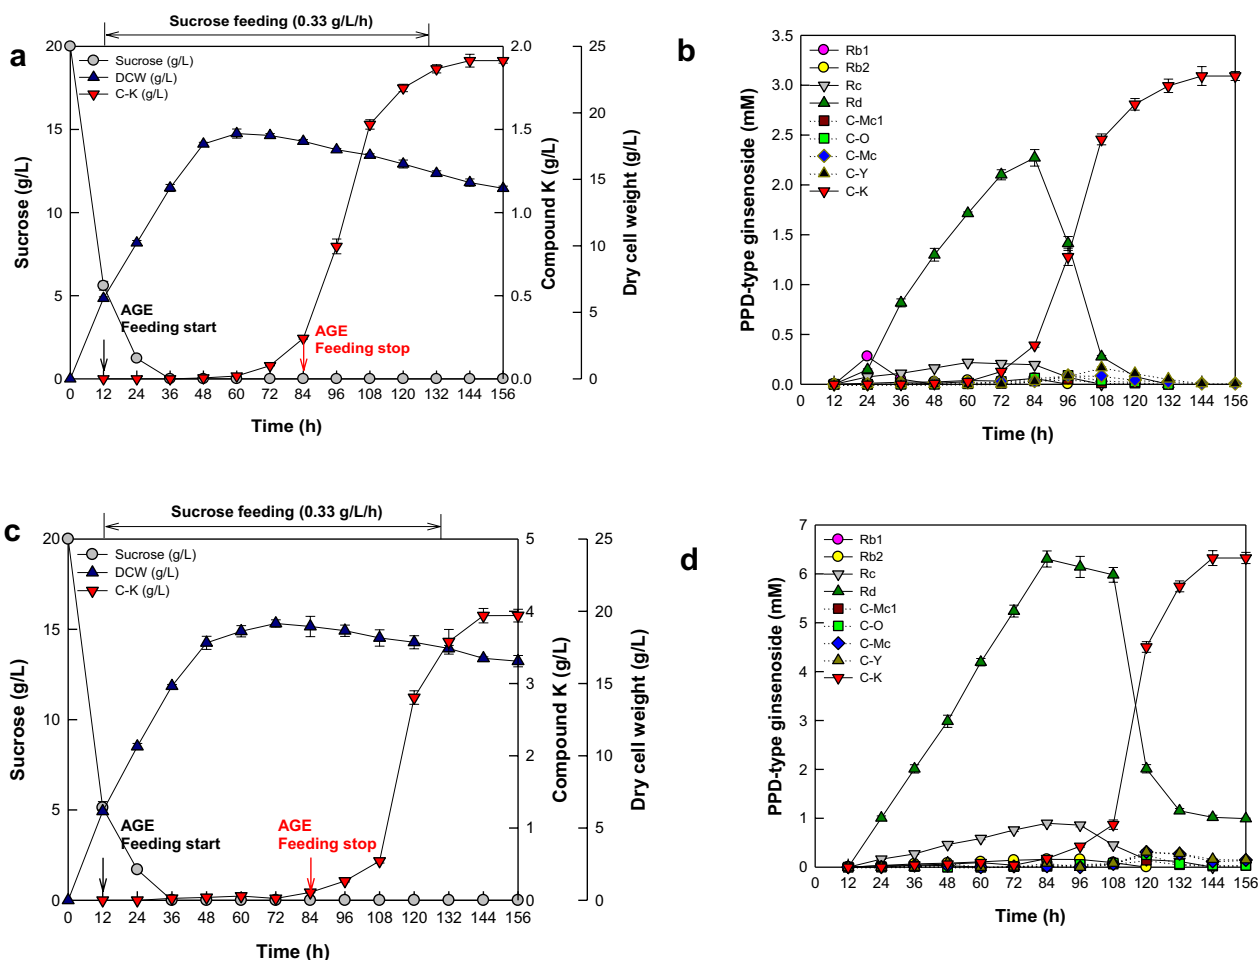 a
Sucrose feeding (0.33 g/L/h)
Sucrose (g/L)
DCW (g/L)
C-K (g/L)
AGE
Feeding start
AGE
Feeding stop
20
15
10
5
0
2.0
1.5
1.0
0.5
0.0
25
20
15
10
5
0
Sucrose (g/L)
Compound K (g/L)
Dry cell weight (g/L)
0 12 24 36 48 60 72 84 96 108 120 132 144 156
Time (h)
b
Rb1
Rb2
Rc
Rd
C-Mc1
C-O
C-Mc
C-Y
C-K
3.5
3.0
2.5
2.0
1.5
1.0
0.5
0.0
PPD-type ginsenoside (mM)
0 12 24 36 48 60 72 84 96 108 120 132 144 156
Time (h)
c
Sucrose feeding (0.33 g/L/h)
Sucrose (g/L)
DCW (g/L)
C-K (g/L)
AGE
Feeding start
AGE
Feeding stop
20
15
10
5
0
5
4
3
2
1
0
25
20
15
10
5
0
Sucrose (g/L)
Compound K (g/L)
Dry cell weight (g/L)
0 12 24 36 48 60 72 84 96 108 120 132 144 156
Time (h)
d
Rb1
Rb2
Rc
Rd
C-Mc1
C-O
C-Mc
C-Y
C-K
7
6
5
4
3
2
1
0
PPD-type ginsenoside (mM)
0 12 24 36 48 60 72 84 96 108 120 132 144 156
Time (h)